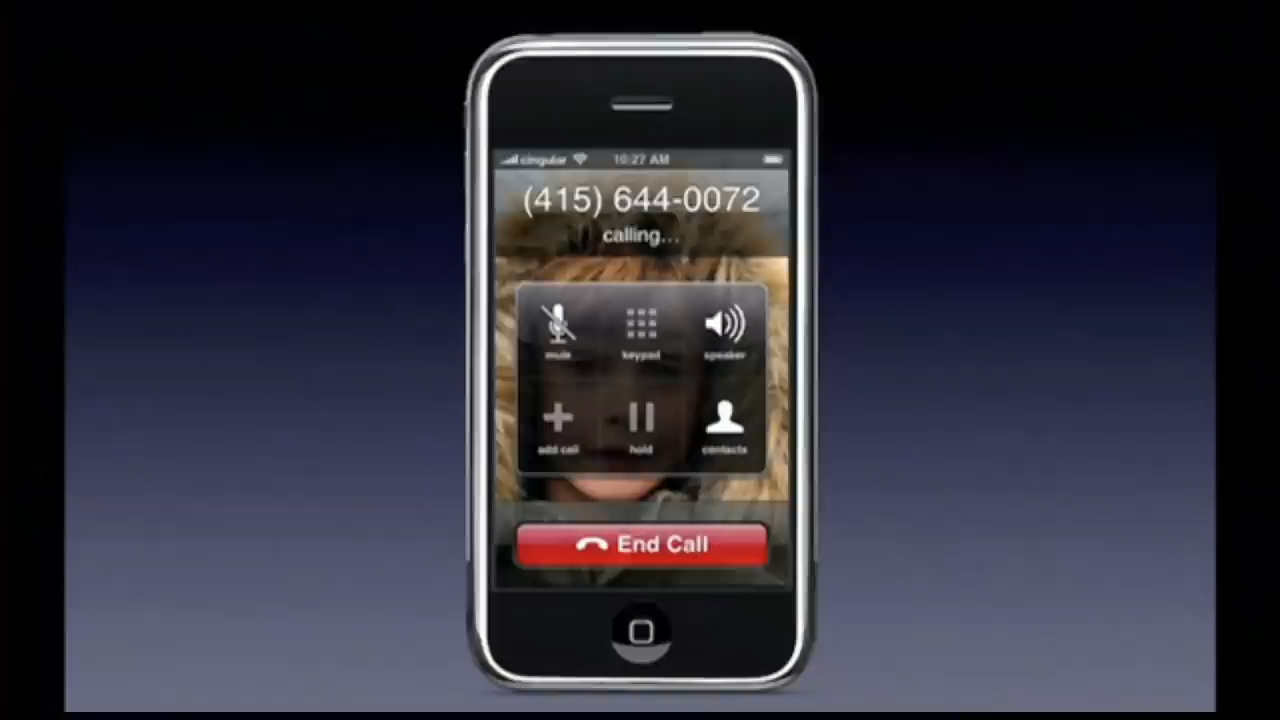 cingular 10:27 AM
(415) 644-0072
calling...
mute keypad speaker
add call hold contacts
End Call